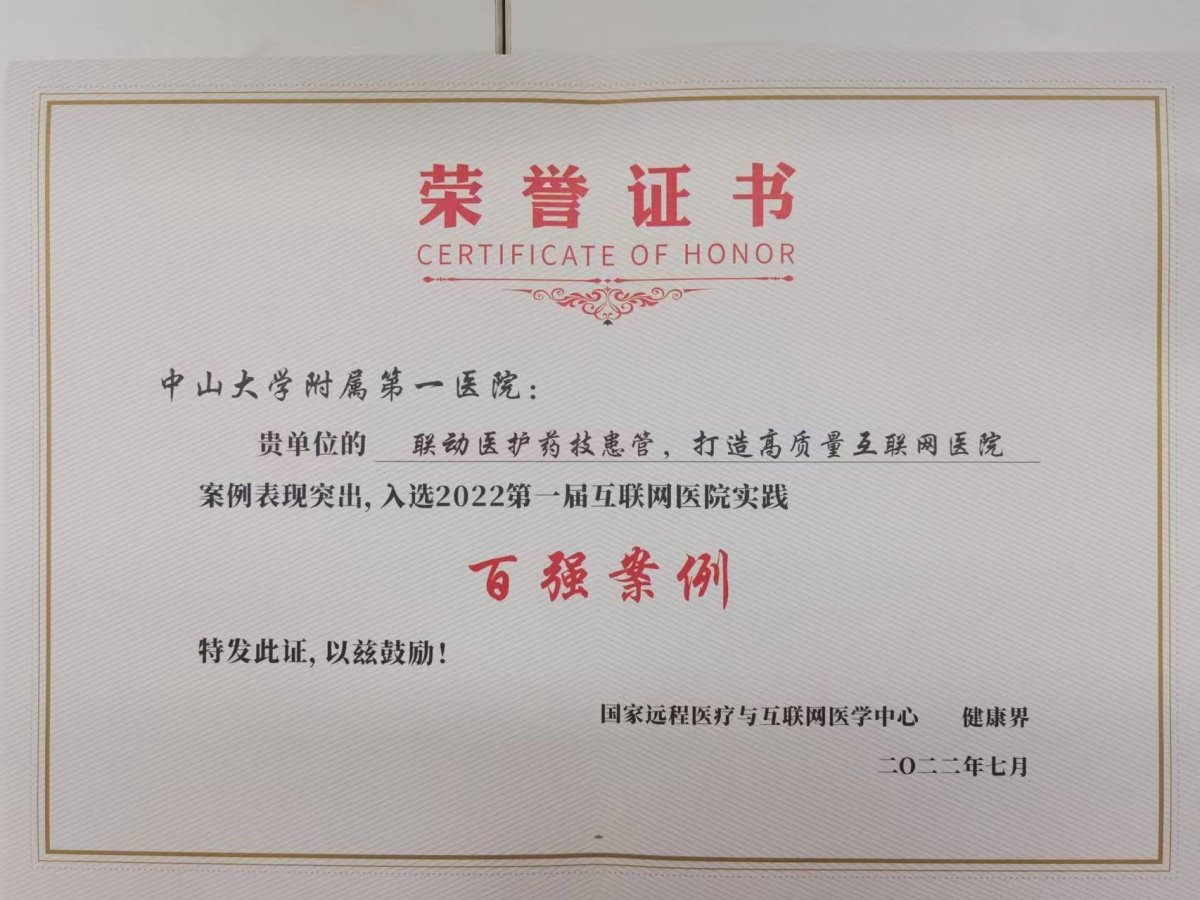 荣誉证书
CERTIFICATE OF HONOR
中山大学附属第一医院：
贵单位的 联动医护药技患管，打造高质量互联网医院
案例表现突出，入选2022第一届互联网医院实践
百强案例
特发此证，以兹鼓励！
国家远程医疗与互联网医学中心 健康界
二〇二二年七月